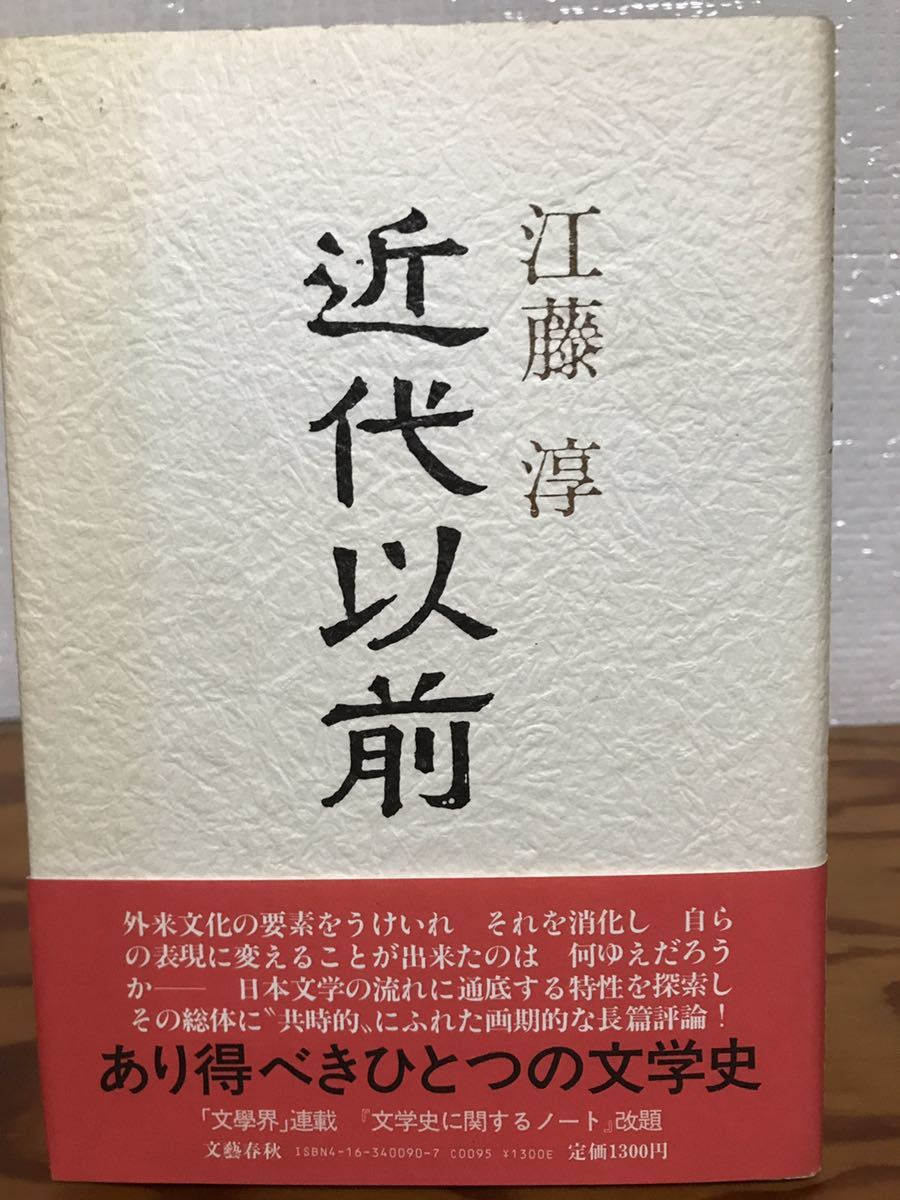 江藤 淳
近代以前
外来文化の要素をうけいれ　それを消化し　自ら
の表現に変えることが出来たのは　何ゆえだろう
か――　日本文学の流れに通底する特性を探索し
その総体に〝共時的〟にふれた画期的な長篇評論！
あり得べきひとつの文学史
「文學界」連載　『文学史に関するノート』改題
文藝春秋　ISBN4-16-340090-7　C0095　¥1300E　定価1300円